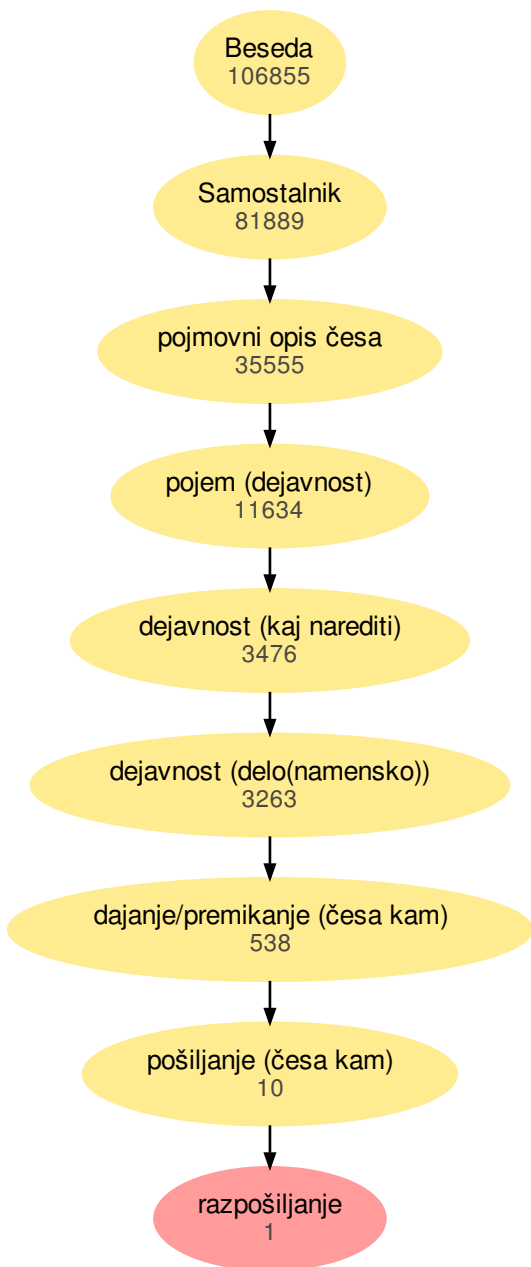 Beseda
106855
Samostalnik
81889
pojmovni opis česa
35555
pojem (dejavnost)
11634
dejavnost (kaj narediti)
3476
dejavnost (delo(namensko))
3263
dajanje/premikanje (česa kam)
538
pošiljanje (česa kam)
10
razpošiljanje
1